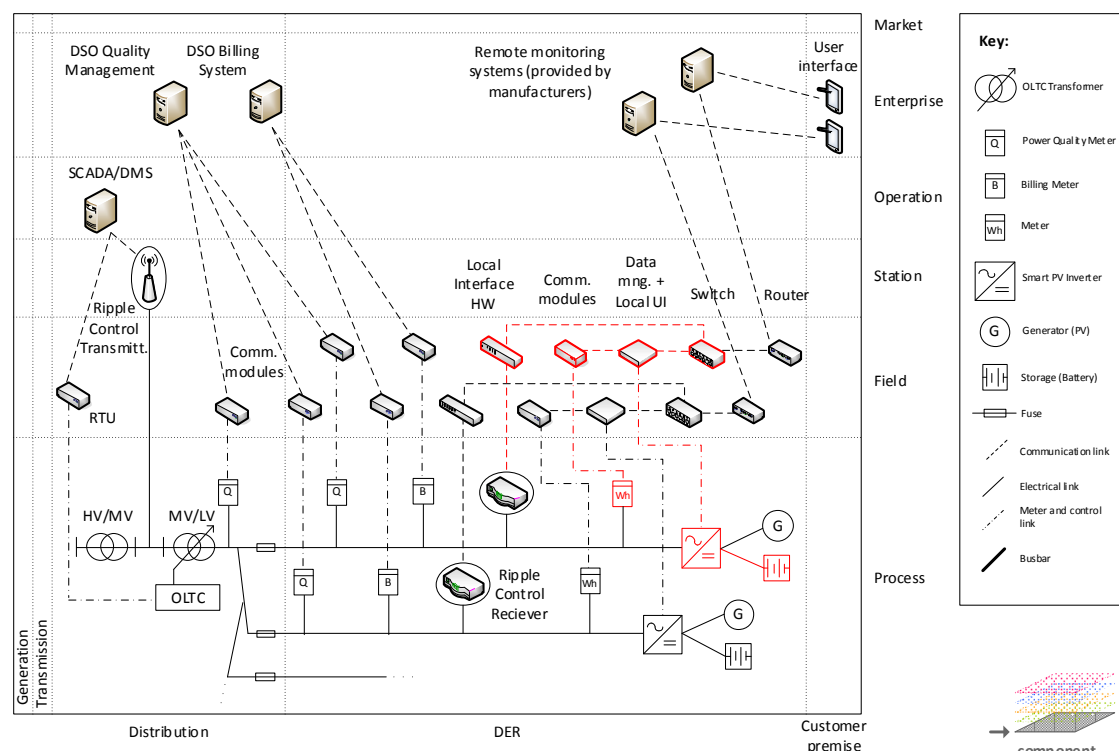 DSO Quality
Management
DSO Billing
System
Remote monitoring
systems (provided by
manufacturers)
User
interface
Market
Enterprise
SCADA/DMS
Operation
Station
Local
Interface
HW
Comm.
modules
Data
mng. +
Local UI
Switch
Router
Ripple
Control
Transmitt.
Comm.
modules
RTU
Field
Q
Q
B
Wh
HV/MV
MV/LV
G
OLTC
Q
B
Ripple
Control
Reciever
Wh
G
Process
Generation
Transmission
Distribution
DER
Customer
premise
Key:
OLTC Transformer
Q
Power Quality Meter
B
Billing Meter
Wh
Meter
Smart PV Inverter
G
Generator (PV)
Storage (Battery)
Fuse
Communication link
Electrical link
Meter and control
link
Busbar
component